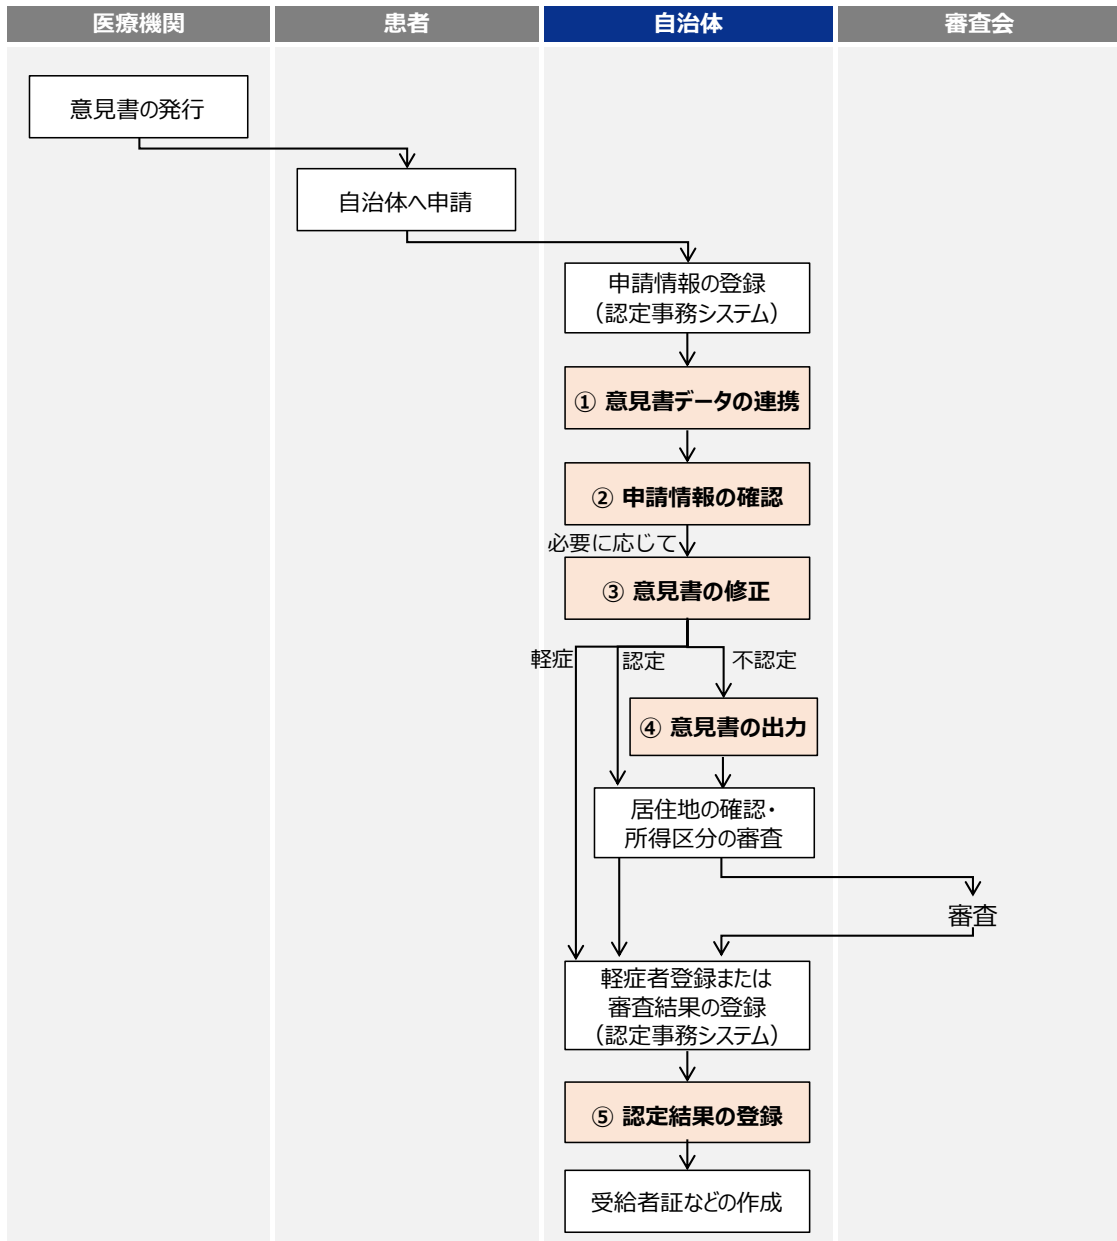 医療機関
患者
自治体
審査会
意見書の発行
自治体へ申請
申請情報の登録
(認定事務システム)
① 意見書データの連携
② 申請情報の確認
必要に応じて
③ 意見書の修正
軽症
認定
不認定
④ 意見書の出力
居住地の確認・
所得区分の審査
審査
軽症者登録または
審査結果の登録
(認定事務システム)
⑤ 認定結果の登録
受給者証などの作成